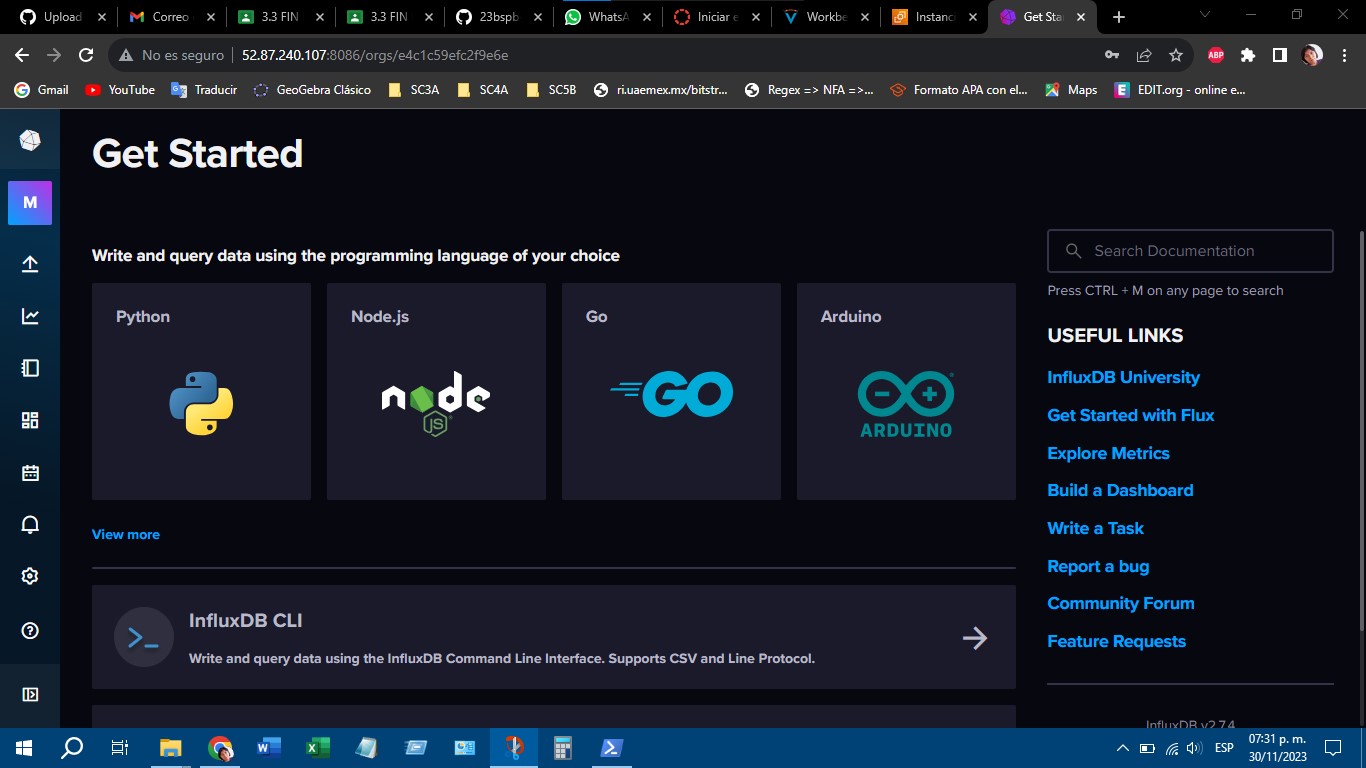 Upload
Correo
3.3 FIN
3.3 FIN
23bspb
WhatsA
Iniciar e
Workbe
Instanc
Get Sta
No es seguro
52.87.240.107:8086/orgs/e4c1c59efc2f9e6e
ABP
Gmail
YouTube
Traducir
GeoGebra Clásico
SC3A
SC4A
SC5B
ri.uaemex.mx/bitstr...
Regex => NFA =>...
Formato APA con el...
Maps
EDIT.org - online e...
Get Started
M
Write and query data using the programming language of your choice
Python
Node.js
Go
Arduino
node
JS
GO
ARDUINO
View more
InfluxDB CLI
Write and query data using the InfluxDB Command Line Interface. Supports CSV and Line Protocol.
Search Documentation
Press CTRL + M on any page to search
USEFUL LINKS
InfluxDB University
Get Started with Flux
Explore Metrics
Build a Dashboard
Write a Task
Report a bug
Community Forum
Feature Requests
InfluxDB v2.7.4
ESP
07:31 p. m.
30/11/2023